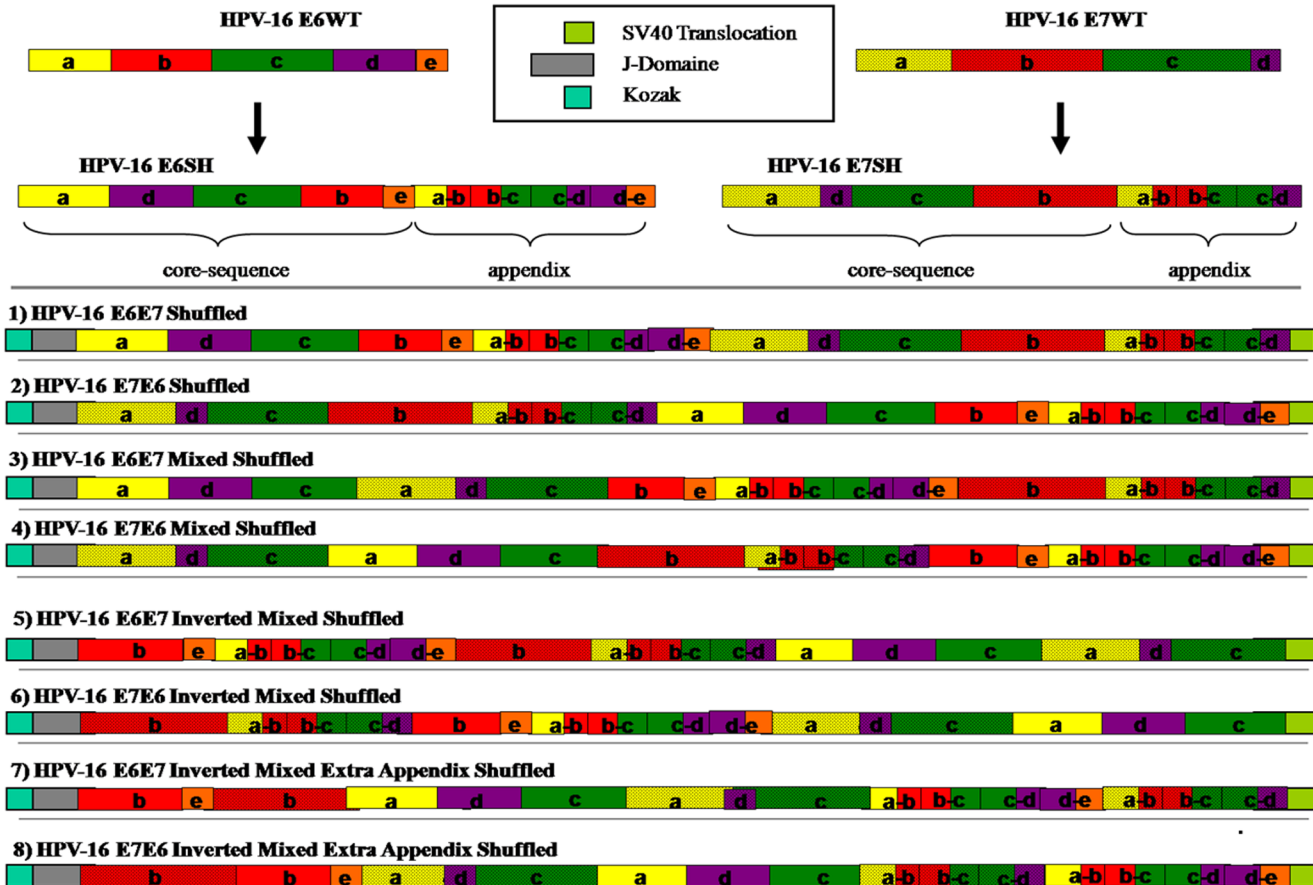 HPV-16 E6WT
a b c d e
SV40 Translocation
J-Domaine
Kozak
HPV-16 E7WT
a b c d
HPV-16 E6SH
a d c b e a-b b-c c-d d-e
core-sequence appendix
HPV-16 E7SH
a d c b a-b b-c c-d
core-sequence appendix
1) HPV-16 E6E7 Shuffled
a d c b e a-b b-c c-d d-e a d c b a-b b-c c-d
2) HPV-16 E7E6 Shuffled
a d c b a-b b-c c-d a d c b e a-b b-c c-d d-e
3) HPV-16 E6E7 Mixed Shuffled
a d c a d c b e a-b b-c c-d d-e b a-b b-c c-d
4) HPV-16 E7E6 Mixed Shuffled
a d c a d c b a-b b-c c-d b e a-b b-c c-d d-e
5) HPV-16 E6E7 Inverted Mixed Shuffled
b e a-b b-c c-d d-e b a-b b-c c-d a d c a d c
6) HPV-16 E7E6 Inverted Mixed Shuffled
b a-b b-c c-d b e a-b b-c c-d d-e a d c a d c
7) HPV-16 E6E7 Inverted Mixed Extra Appendix Shuffled
b e b a d c a d c a-b b-c c-d d-e a-b b-c c-d
8) HPV-16 E7E6 Inverted Mixed Extra Appendix Shuffled
b b e a d c a d c a-b b-c c-d a-b b-c c-d d-e